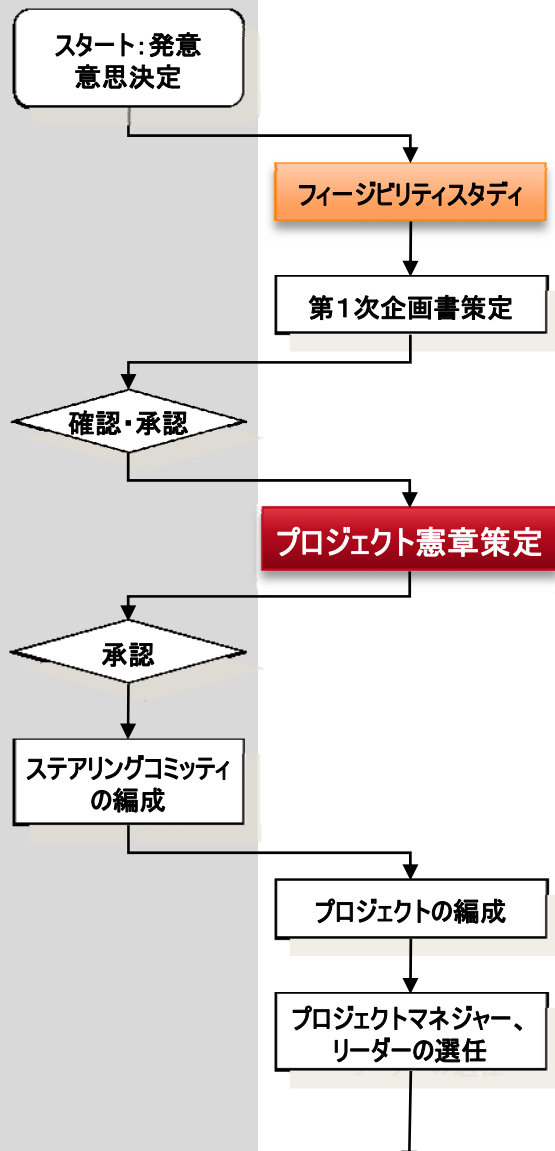 スタート：発意
意思決定
フィージビリティスタディ
第１次企画書策定
確認・承認
プロジェクト憲章策定
承認
ステアリングコミッティ
の編成
プロジェクトの編成
プロジェクトマネジャー、
リーダーの選任